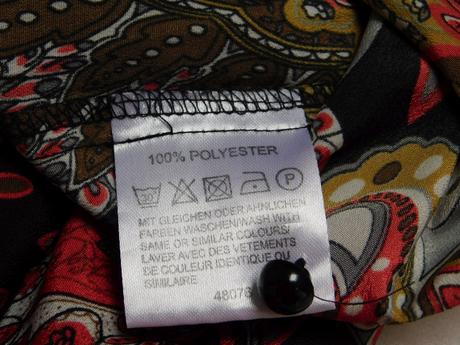 100% POLYESTER
30
P
MIT GLEICHEN ODER ÄHNLICHEN
FARBEN WASCHEN/WASH WITH
SAME OR SIMILAR COLOURS/
LAVER AVEC DES VETEMENTS
DE COULEUR IDENTIQUE OU
SIMILAIRE